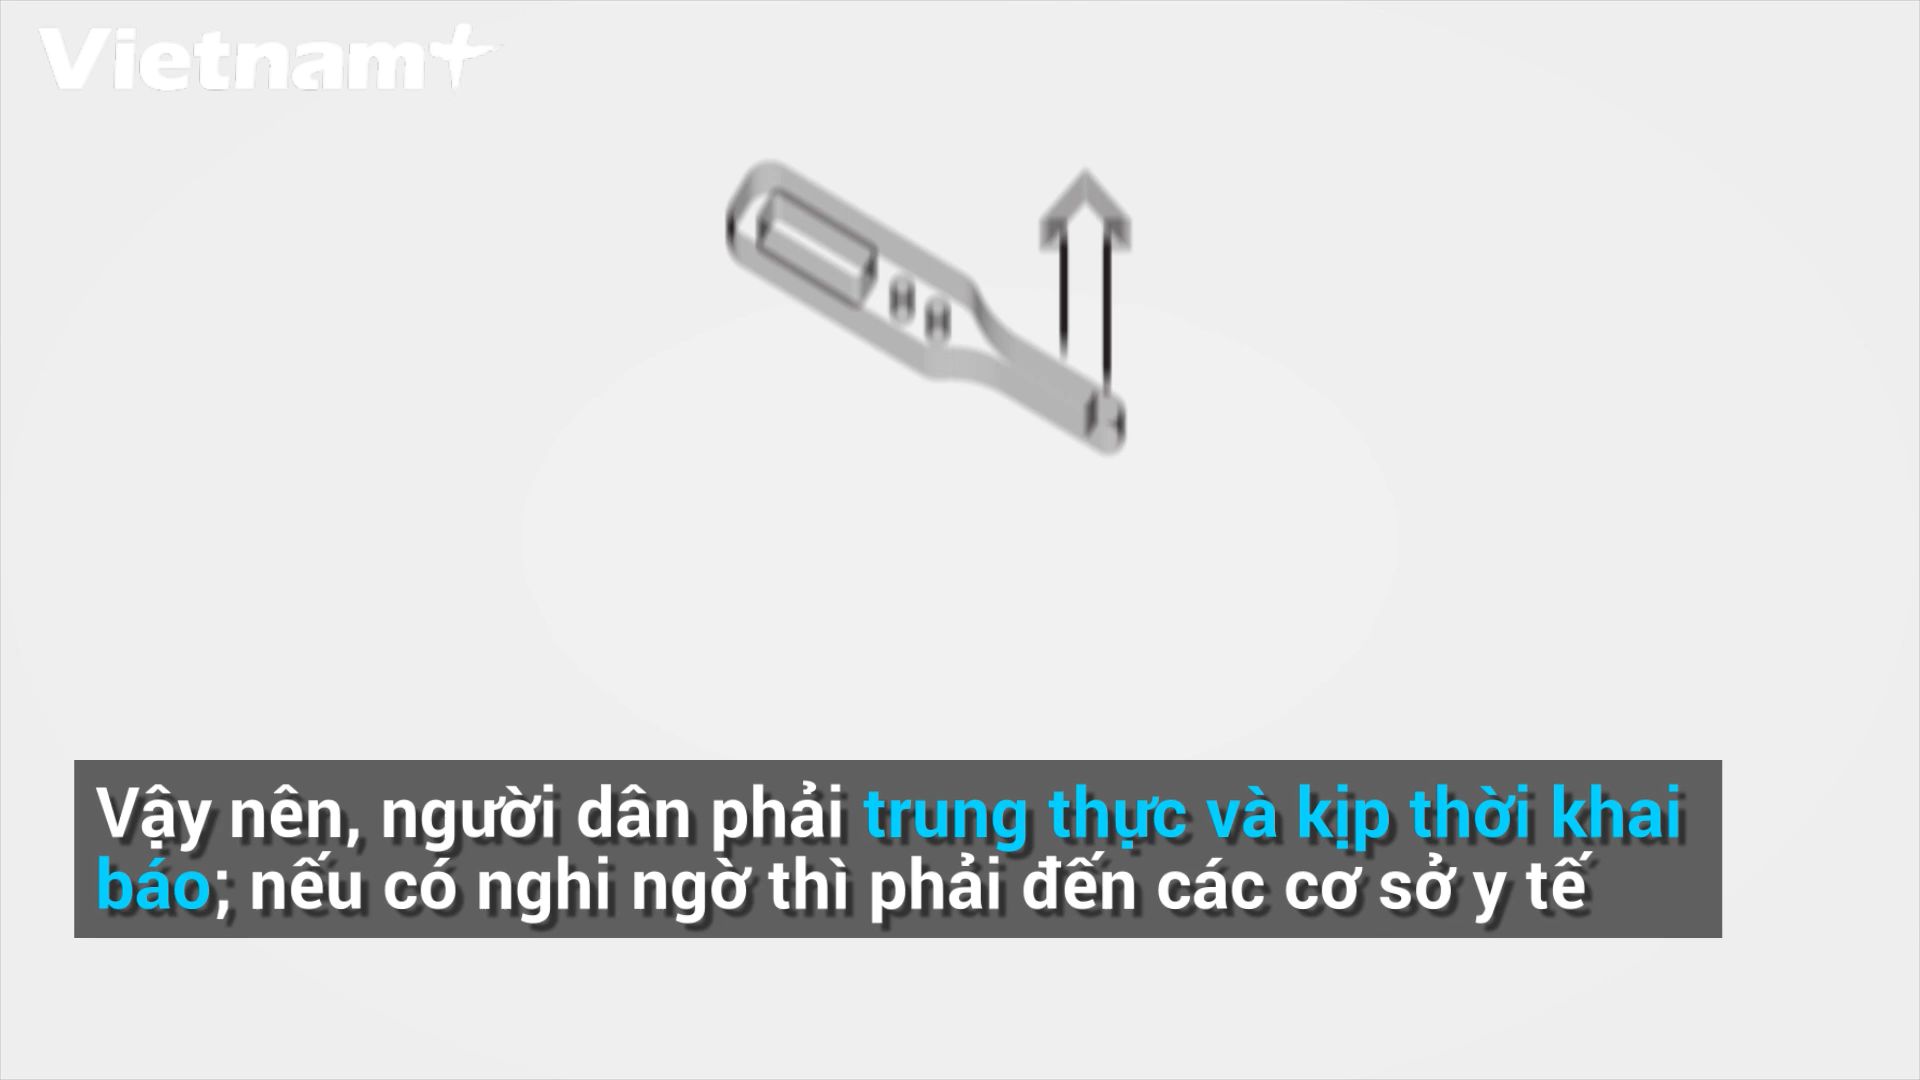 Vietnam+
Vậy nên, người dân phải trung thực và kịp thời khai
báo; nếu có nghi ngờ thì phải đến các cơ sở y tế